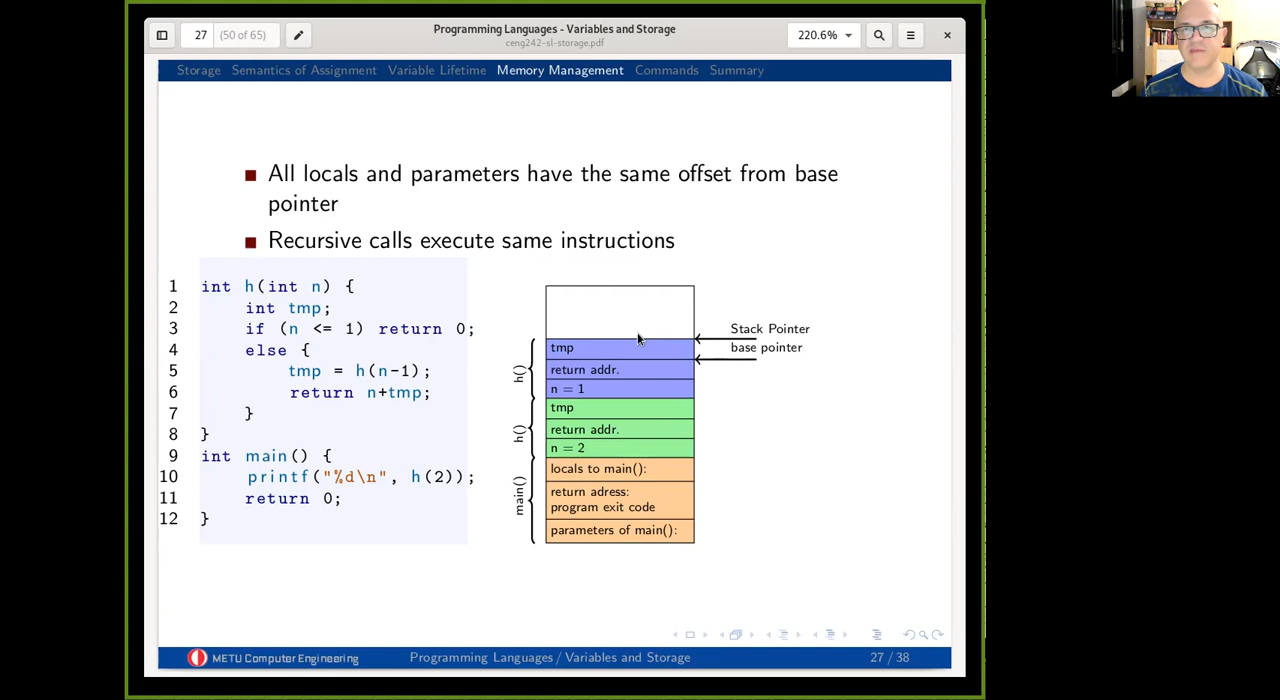 27 (50 of 65)
Programming Languages - Variables and Storage
ceng242-sl-storage.pdf
220.6%
Storage Semantics of Assignment Variable Lifetime Memory Management Commands Summary
All locals and parameters have the same offset from base
pointer
Recursive calls execute same instructions
1 int h(int n) {
2 int tmp;
3 if (n <= 1) return 0;
4 else {
5 tmp = h(n-1);
6 return n+tmp;
7 }
8 }
9 int main() {
10 printf("%d\n", h(2));
11 return 0;
12 }
Stack Pointer
base pointer
h()
tmp
return addr.
n = 1
h()
tmp
return addr.
n = 2
main()
locals to main():
return adress:
program exit code
parameters of main():
METU Computer Engineering Programming Languages/Variables and Storage 27 / 38